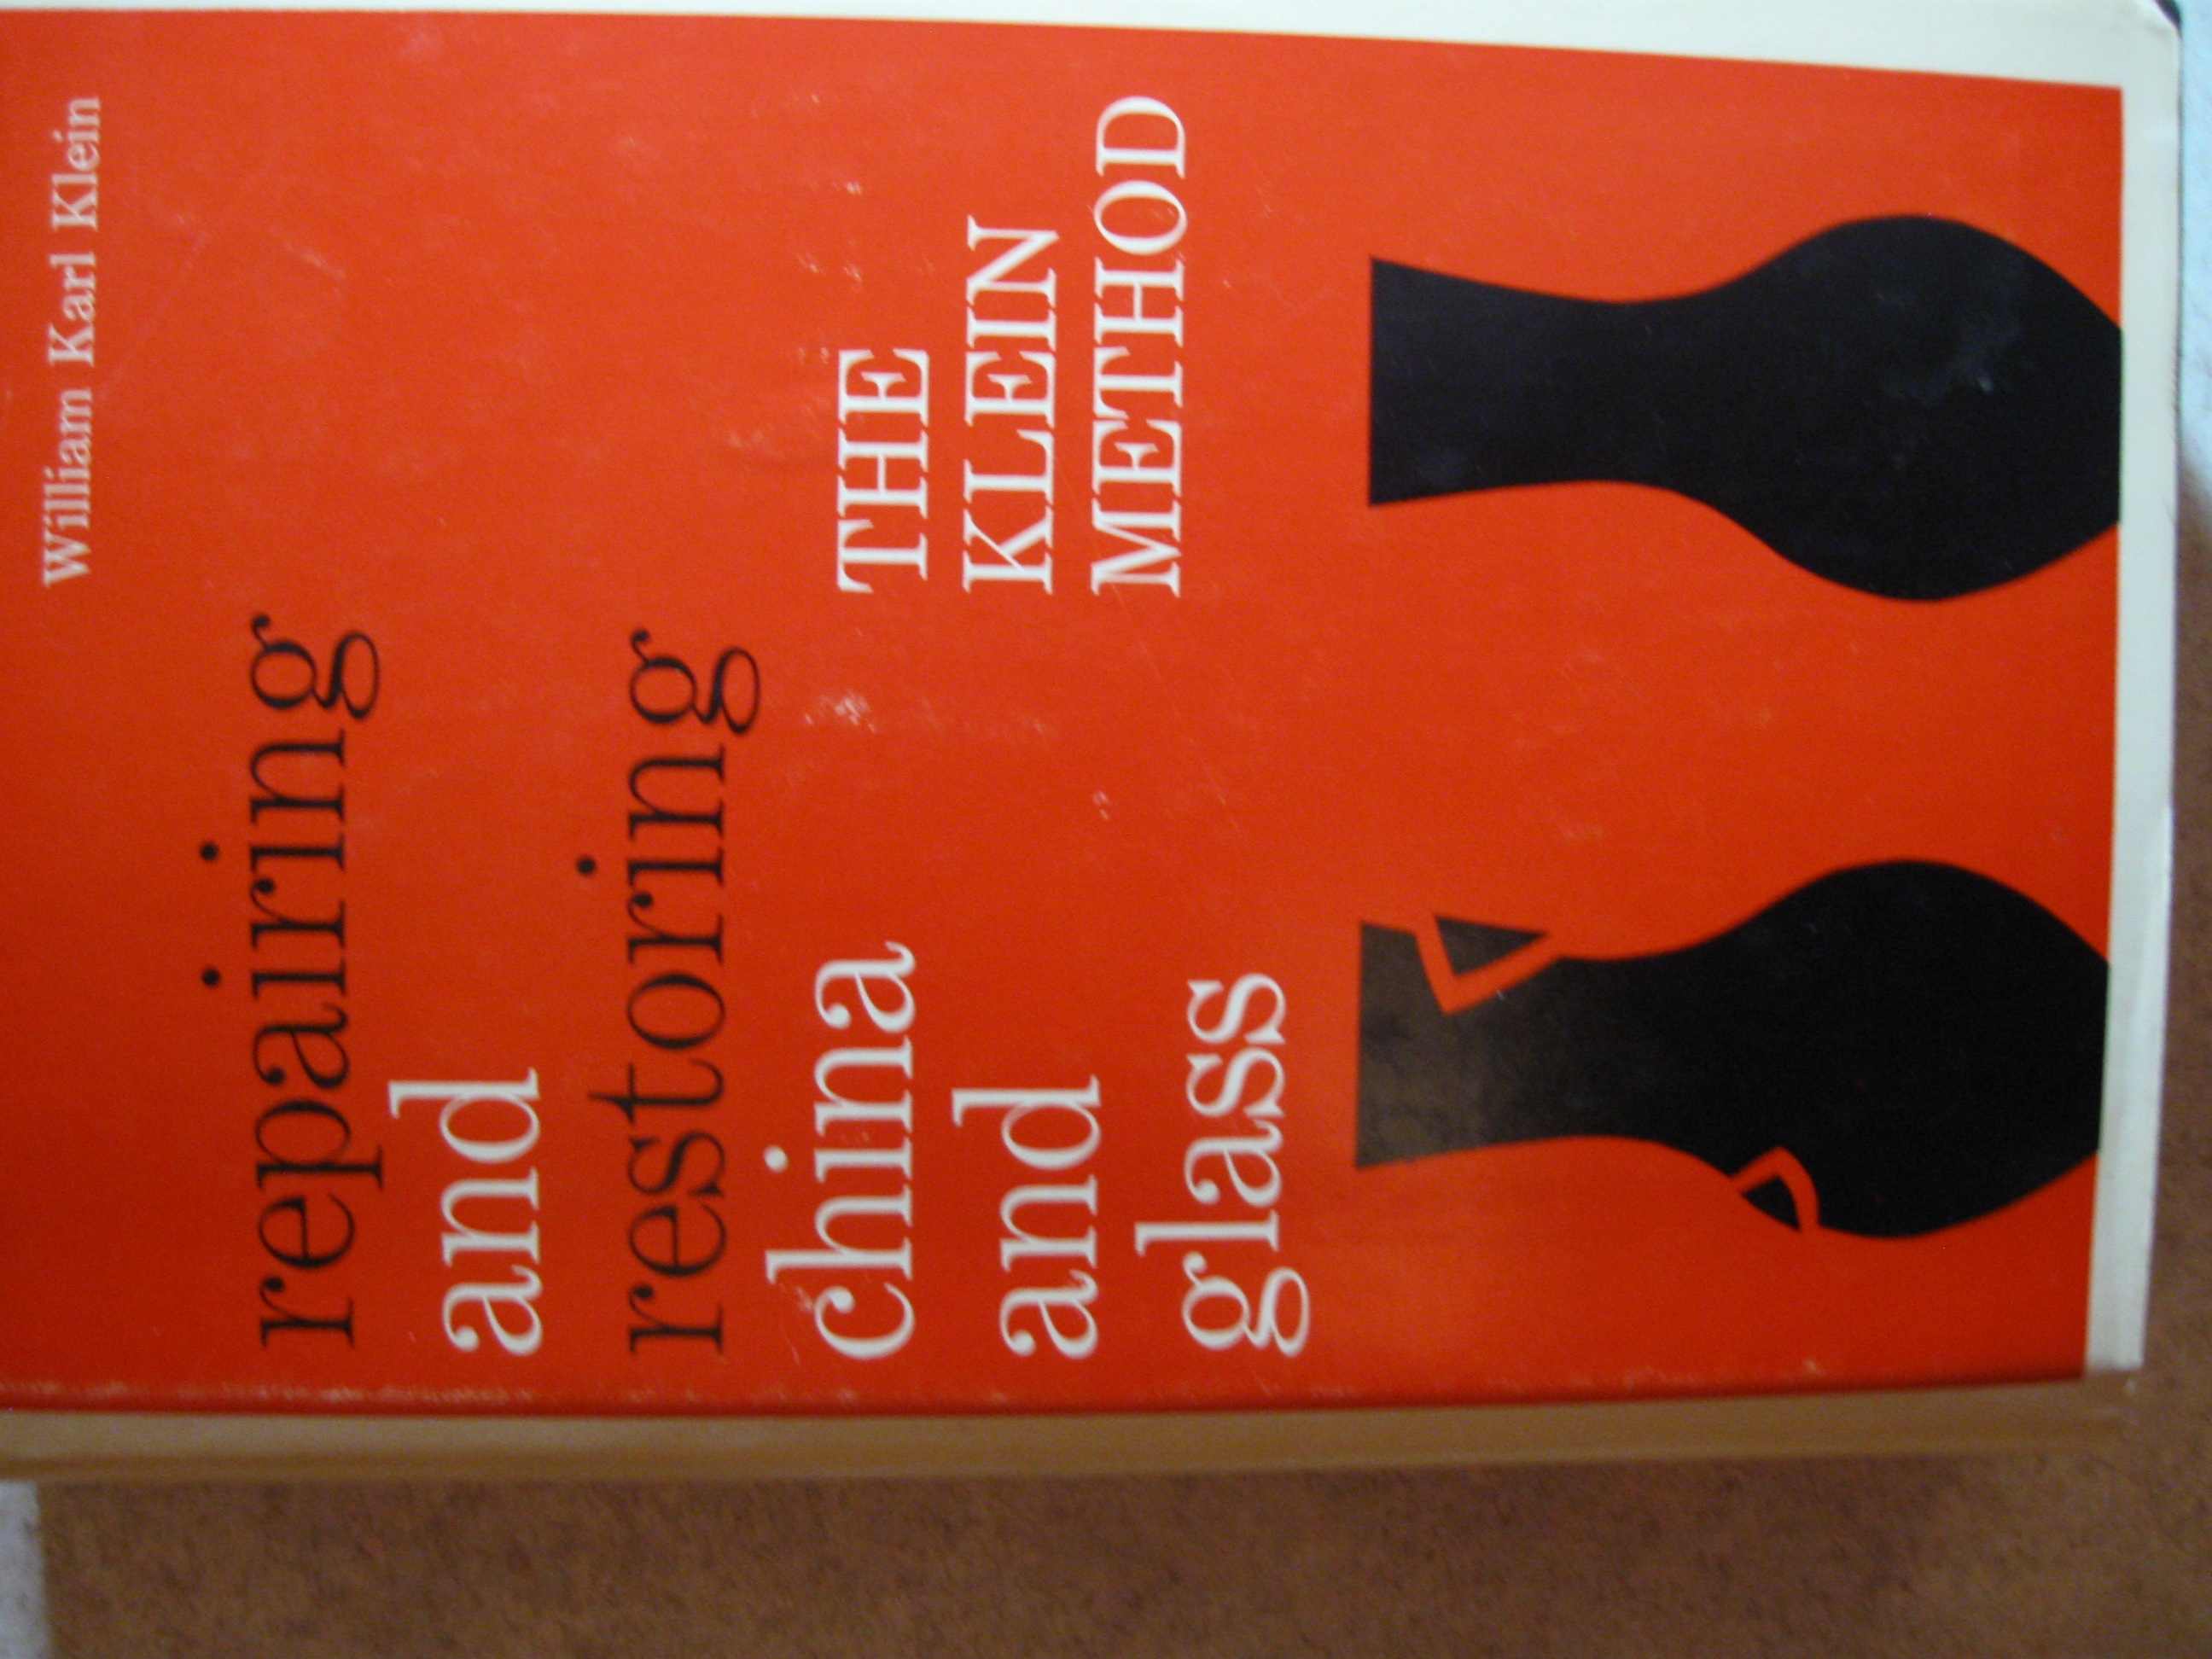 William Karl Klein
repairing
and
restoring
china
and
glass
THE
KLEIN
METHOD